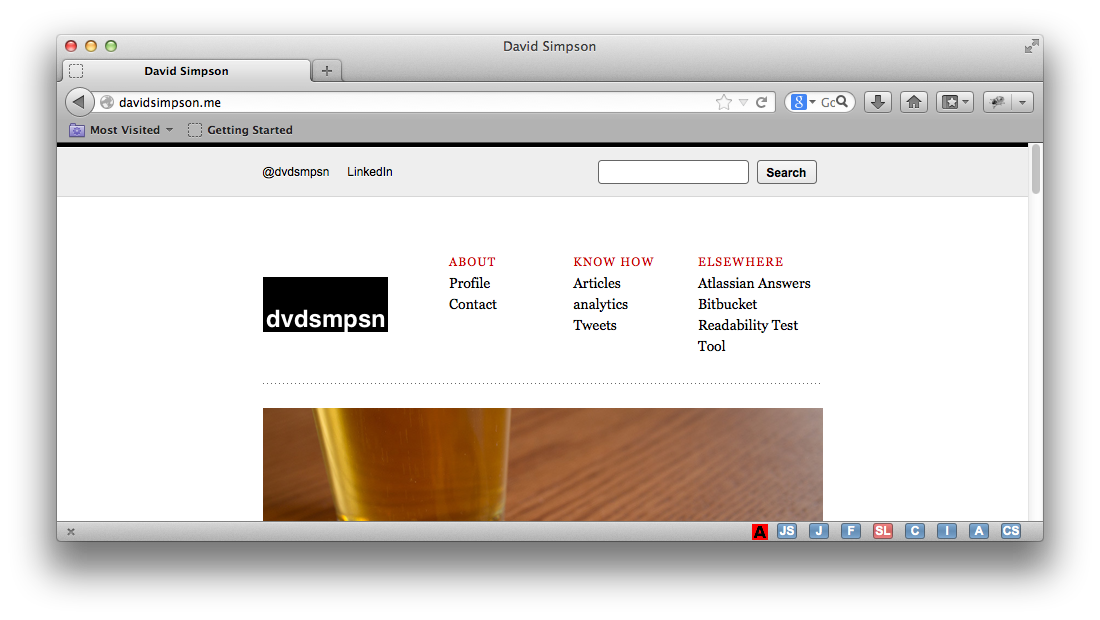 David Simpson
David Simpson
davidsimpson.me
8 Go
Most Visited Getting Started
@dvdsmpsn LinkedIn Search
dvdsmpsn
ABOUT
Profile
Contact
KNOW HOW
Articles
analytics
Tweets
ELSEWHERE
Atlassian Answers
Bitbucket
Readability Test
Tool
A JS J F SL C I A CS